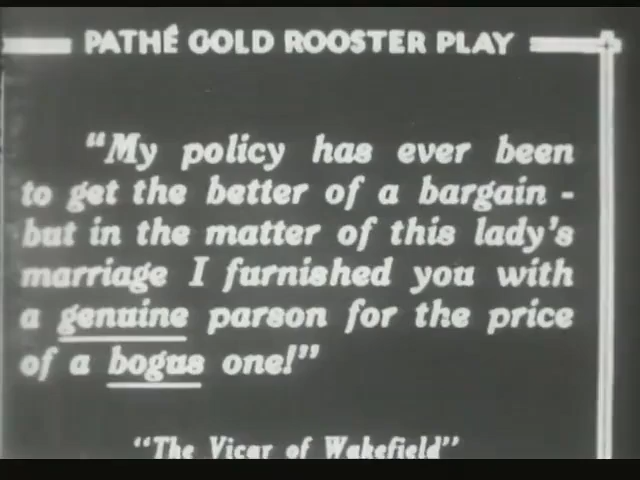 PATHÉ GOLD ROOSTER PLAY
"My policy has ever been
to get the better of a bargain -
but in the matter of this lady's
marriage I furnished you with
a genuine parson for the price
of a bogus one!"
"The Vicar of Wakefield"